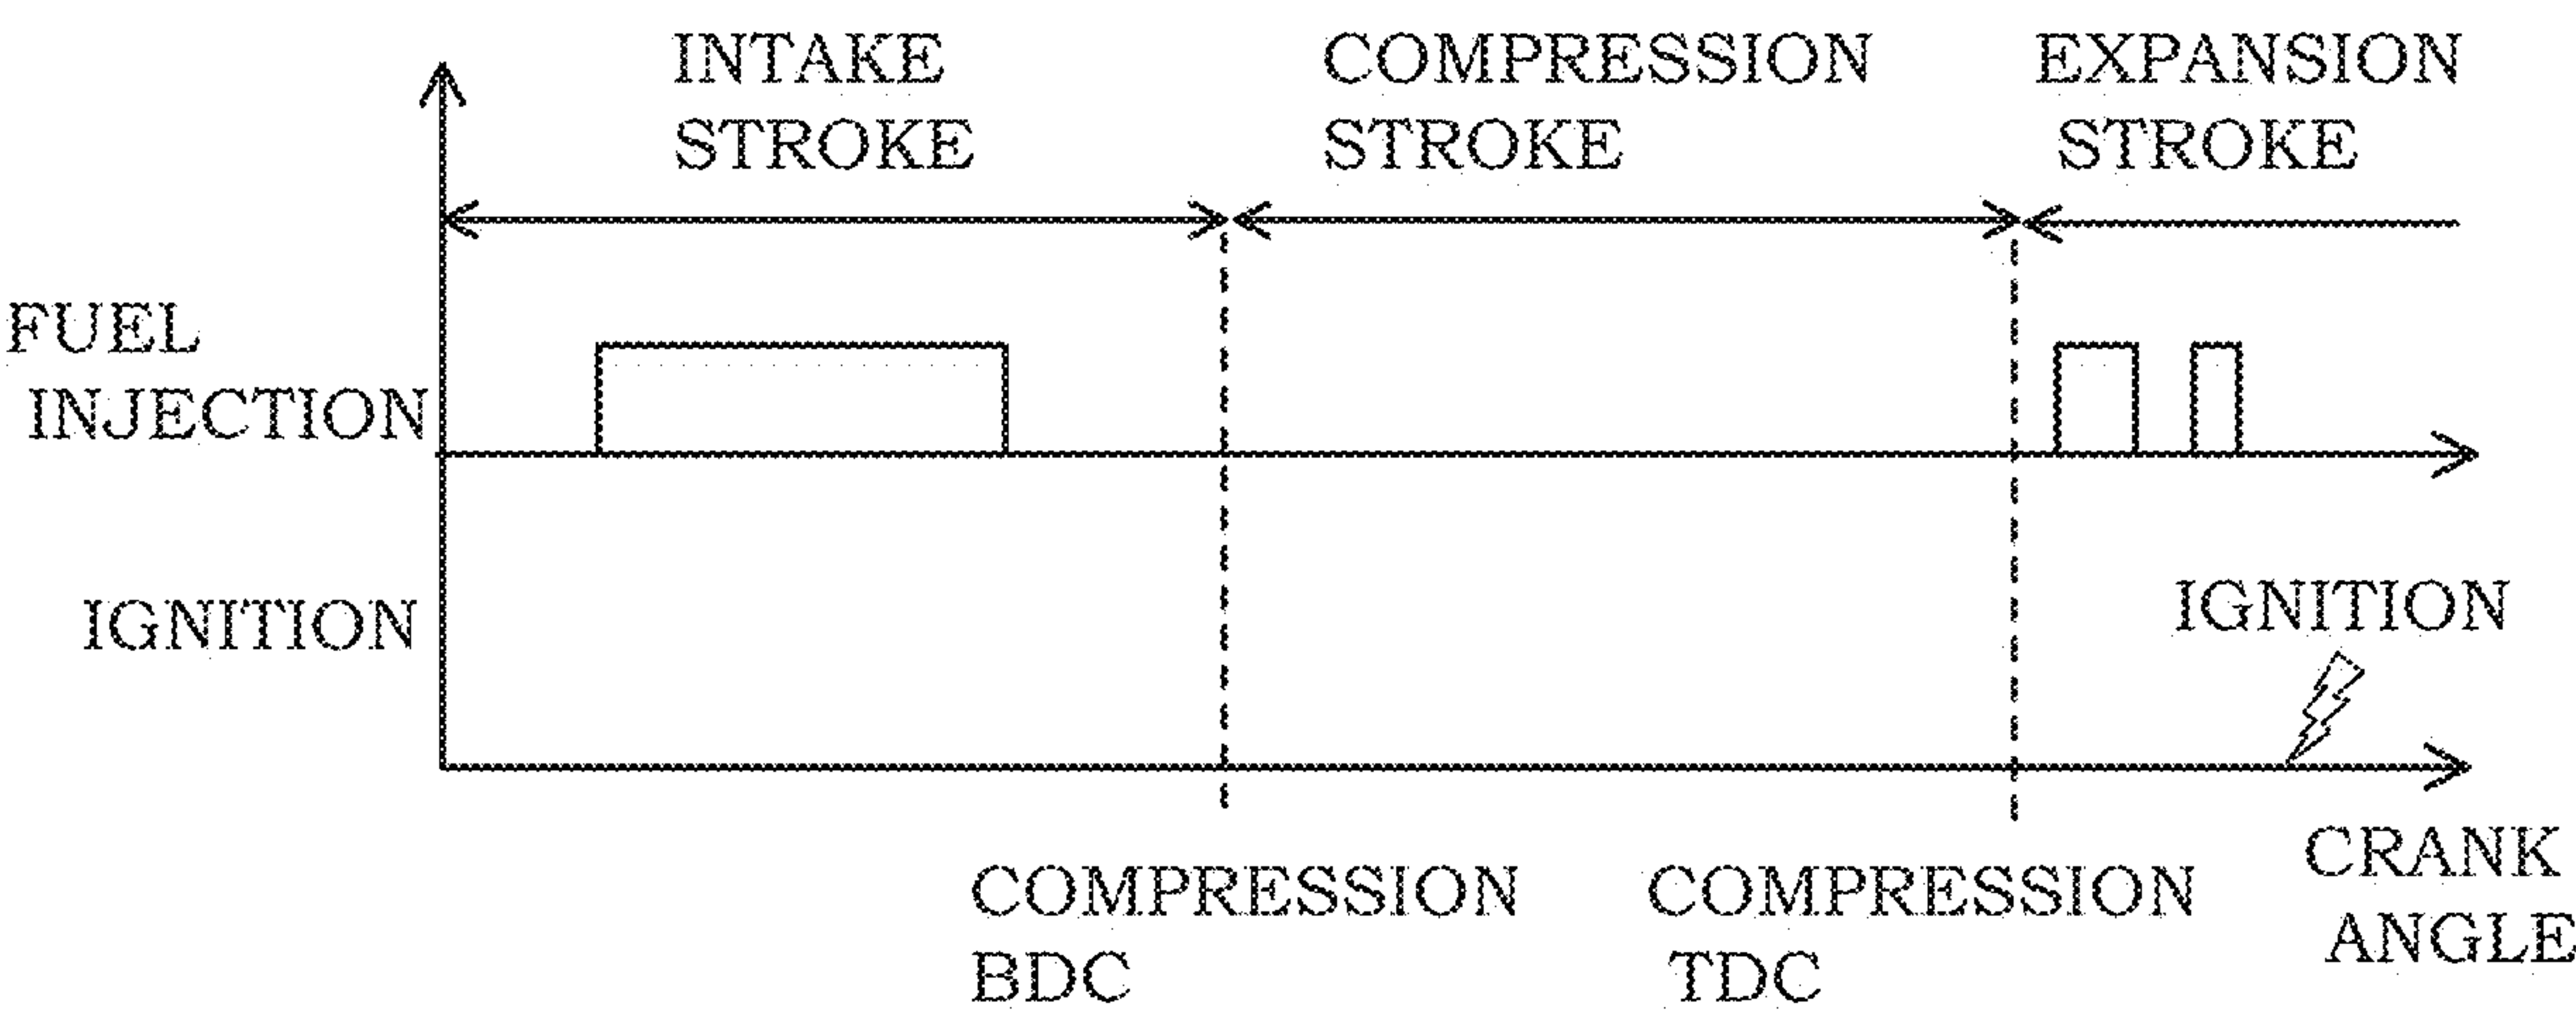 INTAKE
STROKE
COMPRESSION
STROKE
EXPANSION
STROKE
FUEL
INJECTION
IGNITION
IGNITION
COMPRESSION
BDC
COMPRESSION
TDC
CRANK
ANGLE